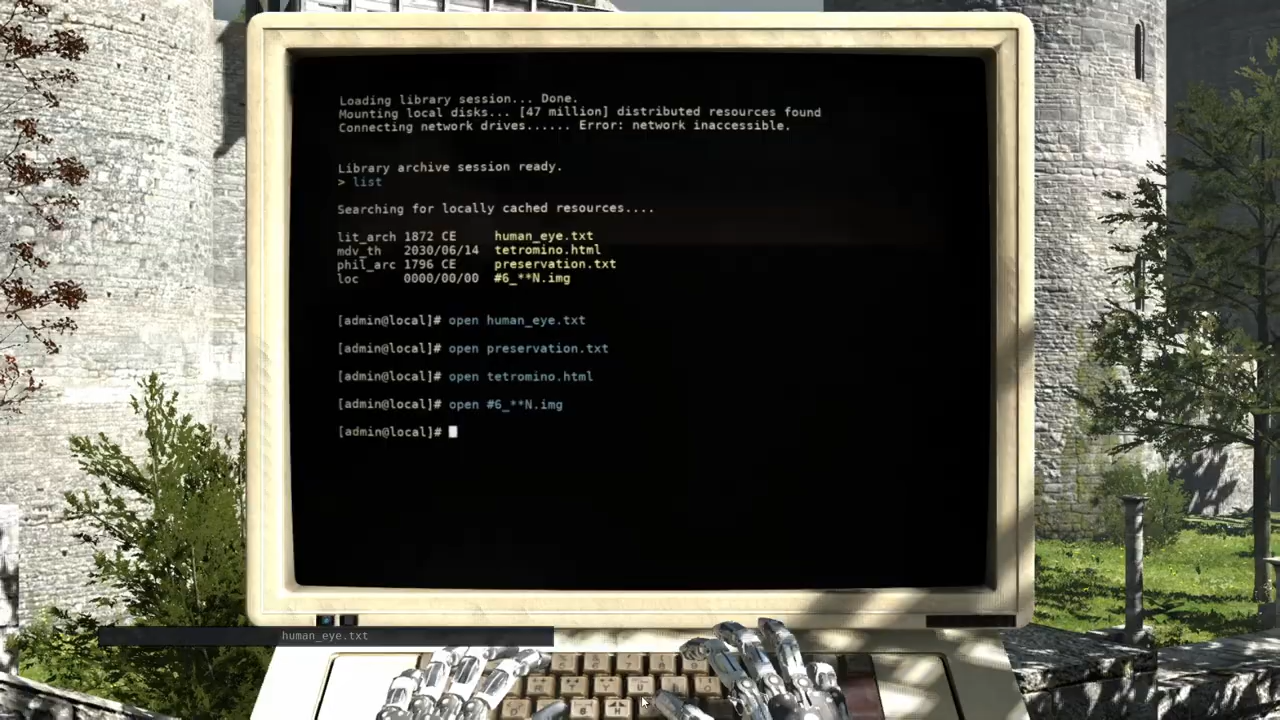 Loading library session... Done.
Mounting local disks... [47 million] distributed resources found
Connecting network drives...... Error: network inaccessible.
Library archive session ready.
> list
Searching for locally cached resources....
lit_arch 1872 CE human_eye.txt
mdv_th 2030/06/14 tetromino.html
phil_arc 1796 CE preservation.txt
loc 0000/00/00 #6_**N.img
[admin@local]# open human_eye.txt
[admin@local]# open preservation.txt
[admin@local]# open tetromino.html
[admin@local]# open #6_**N.img
[admin@local]#
human_eye.txt